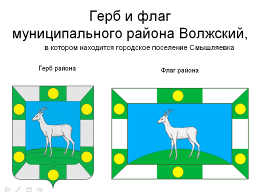 Герб и флаг
муниципального района Волжский,
в котором находится городское поселение Смышляевка
Герб района
Флаг района